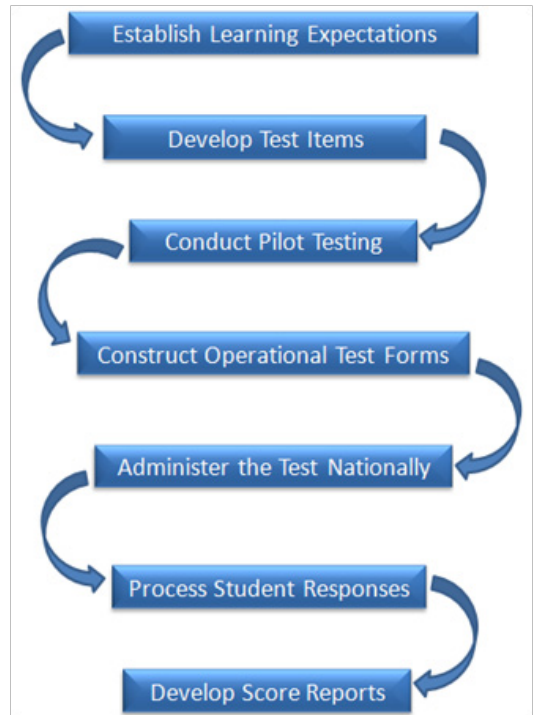 Establish Learning Expectations
Develop Test Items
Conduct Pilot Testing
Construct Operational Test Forms
Administer the Test Nationally
Process Student Responses
Develop Score Reports